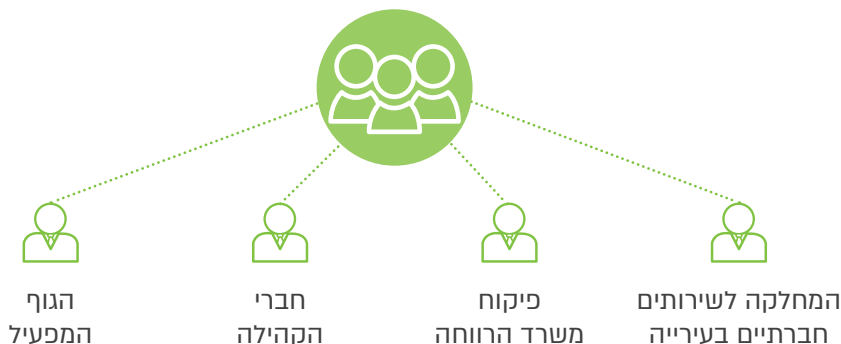 המחלקה לשירותים
חברתיים בעירייה
פיקוח
משרד הרווחה
חברי
הקהילה
הגוף
המפעיל